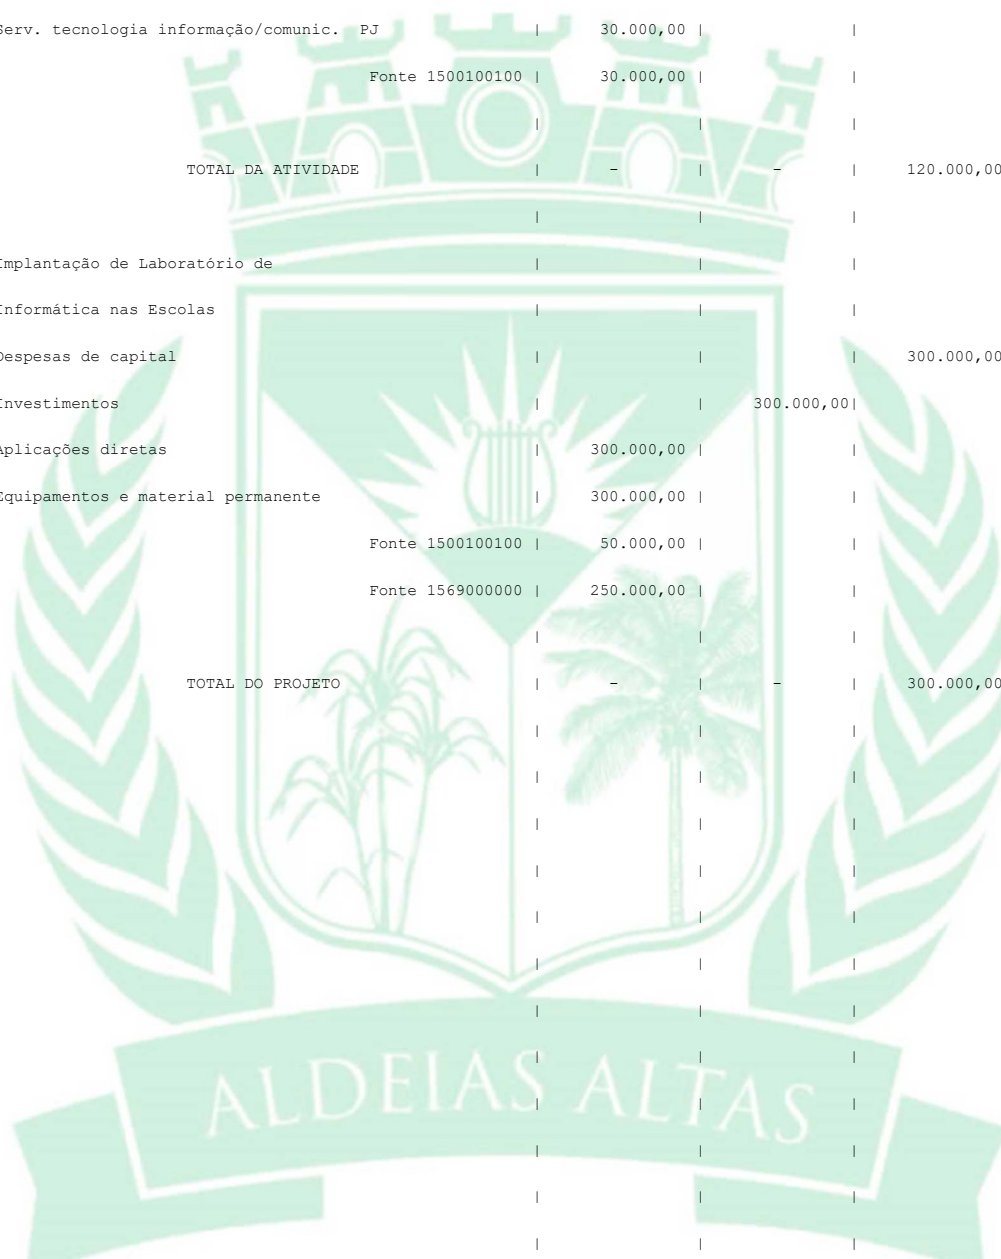 Serv. tecnologia informação/comunic. PJ | 30.000,00 | |
Fonte 1500100100 | 30.000,00 | |
| | |
TOTAL DA ATIVIDADE | - | - | 120.000,00
| | |
Implantação de Laboratório de | | |
Informática nas Escolas | | |
Despesas de capital | | | 300.000,00
Investimentos | | 300.000,00|
Aplicações diretas | 300.000,00 | |
Equipamentos e material permanente | 300.000,00 | |
Fonte 1500100100 | 50.000,00 | |
Fonte 1569000000 | 250.000,00 | |
| | |
TOTAL DO PROJETO | - | - | 300.000,00
| | |
| | |
| | |
| | |
| | |
| | |
| | |
| | |
ALDEIAS ALTAS
| | |
| | |
| | |
| | |